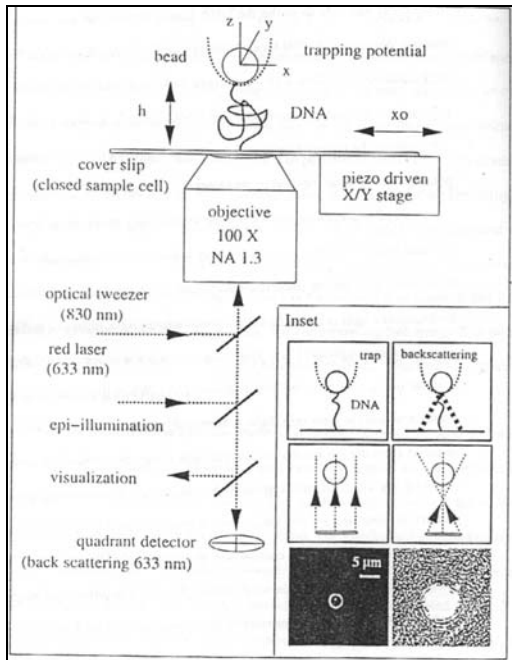 z
y
bead
trapping potential
x
h
DNA
xo
cover slip
(closed sample cell)
piezo driven
X/Y stage
objective
100 X
NA 1.3
optical tweezer
(830 nm)
red laser
(633 nm)
epi-illumination
visualization
quadrant detector
(back scattering 633 nm)
Inset
trap
DNA
backscattering
5 µm